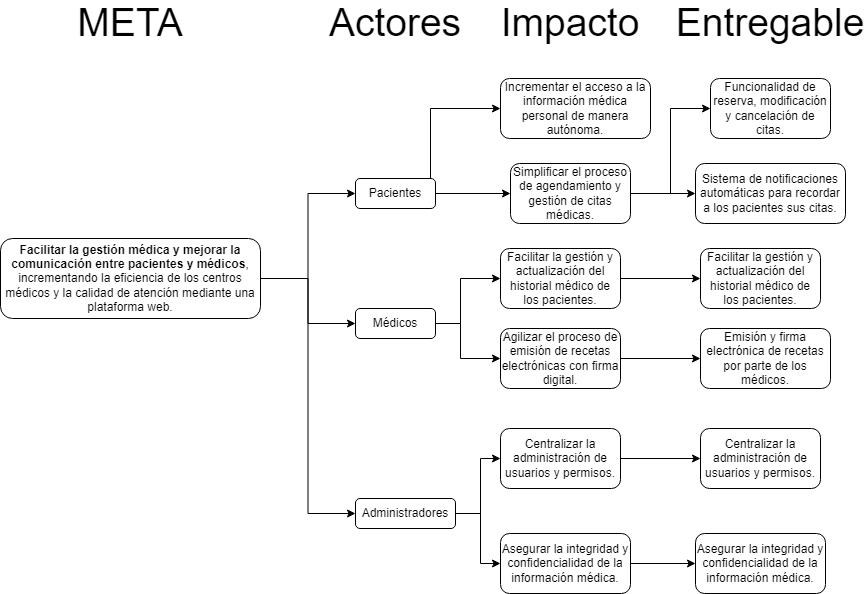 META
Actores
Impacto
Entregable
Incrementar el acceso a la
información médica
personal de manera
autónoma.
Funcionalidad de
reserva, modificación
y cancelación de
citas.
Pacientes
Simplificar el proceso
de agendamiento y
gestión de citas
médicas.
Sistema de notificaciones
automáticas para recordar
a los pacientes sus citas.
Facilitar la gestión médica y mejorar la
comunicación entre pacientes y médicos,
incrementando la eficiencia de los centros
médicos y la calidad de atención mediante una
plataforma web.
Médicos
Facilitar la gestión y
actualización del
historial médico de
los pacientes.
Facilitar la gestión y
actualización del
historial médico de
los pacientes.
Agilizar el proceso de
emisión de recetas
electrónicas con firma
digital.
Emisión y firma
electrónica de recetas
por parte de los
médicos.
Administradores
Centralizar la
administración de
usuarios y permisos.
Centralizar la
administración de
usuarios y permisos.
Asegurar la integridad y
confidencialidad de la
información médica.
Asegurar la integridad y
confidencialidad de la
información médica.